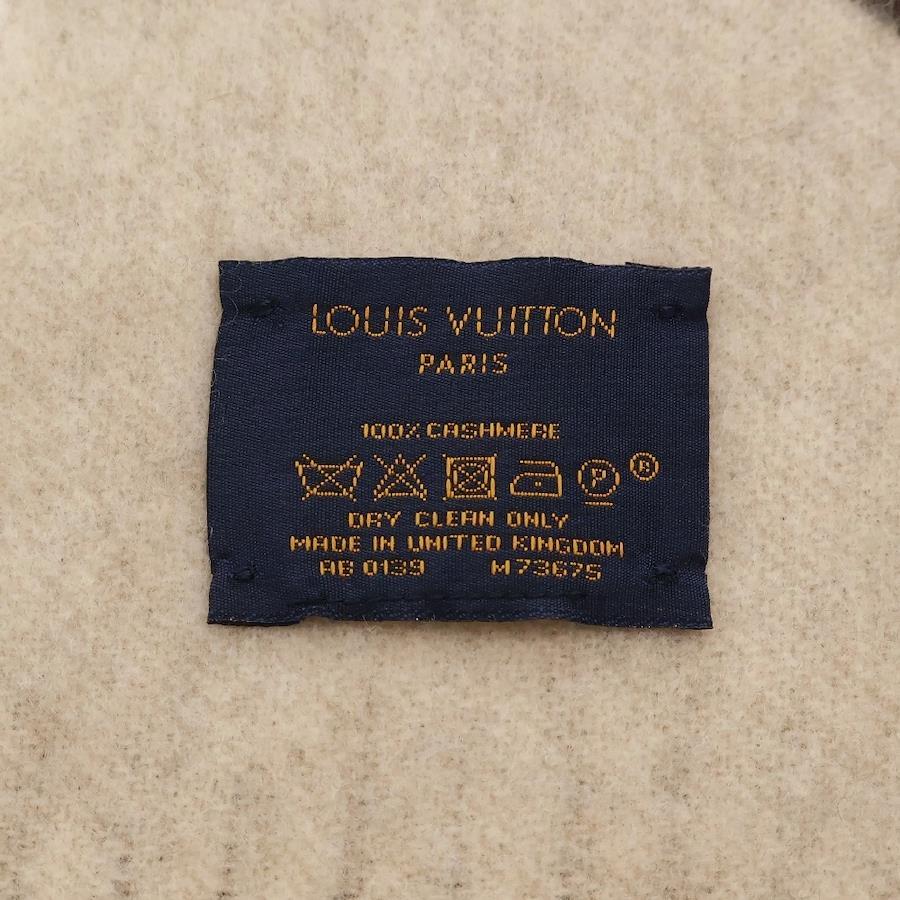 LOUIS VUITTON
PARIS
100% CASHMERE
P ®
DRY CLEAN ONLY
MADE IN UNITED KINGDOM
AB 0139 M73675